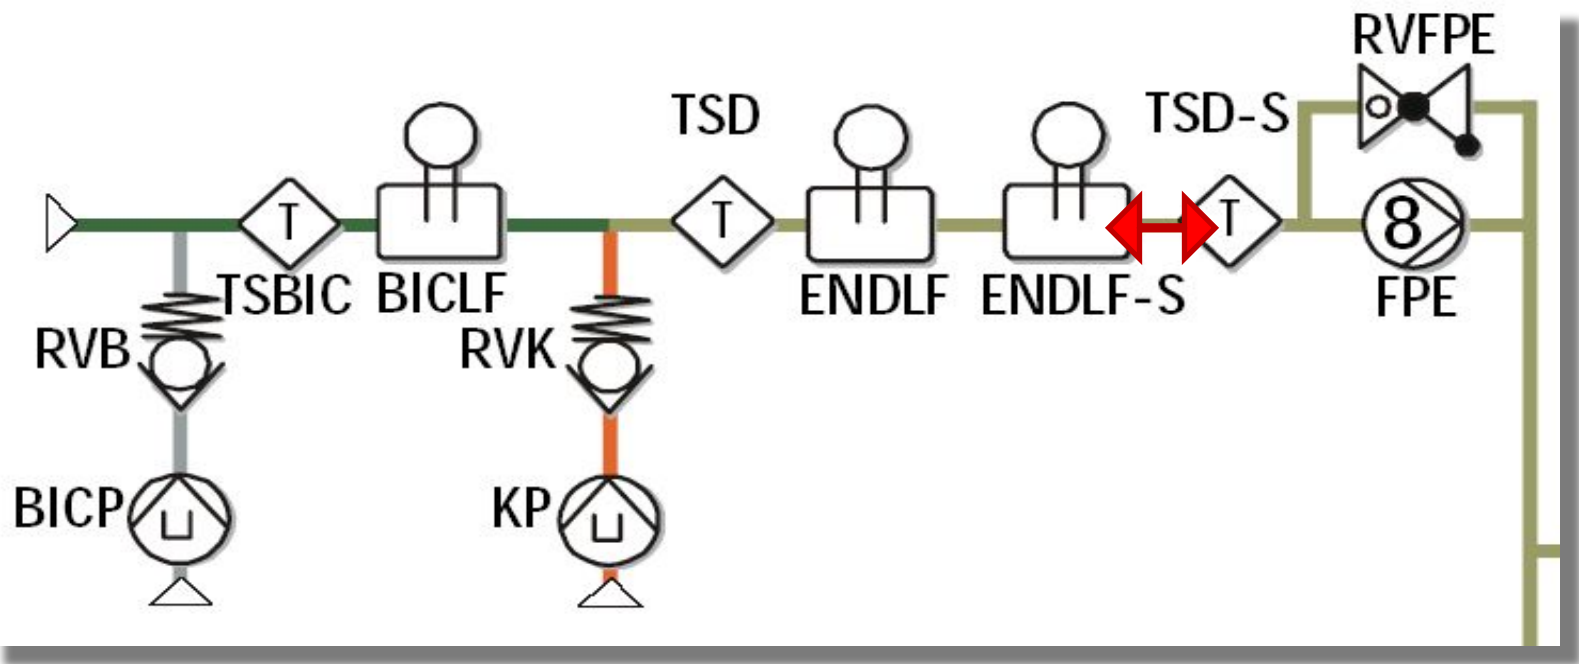 RVFPE
TSD
TSD-S
T
T
T
8
TSBIC
BICLF
ENDLF
ENDLF-S
FPE
RVB
RVK
BICP
KP